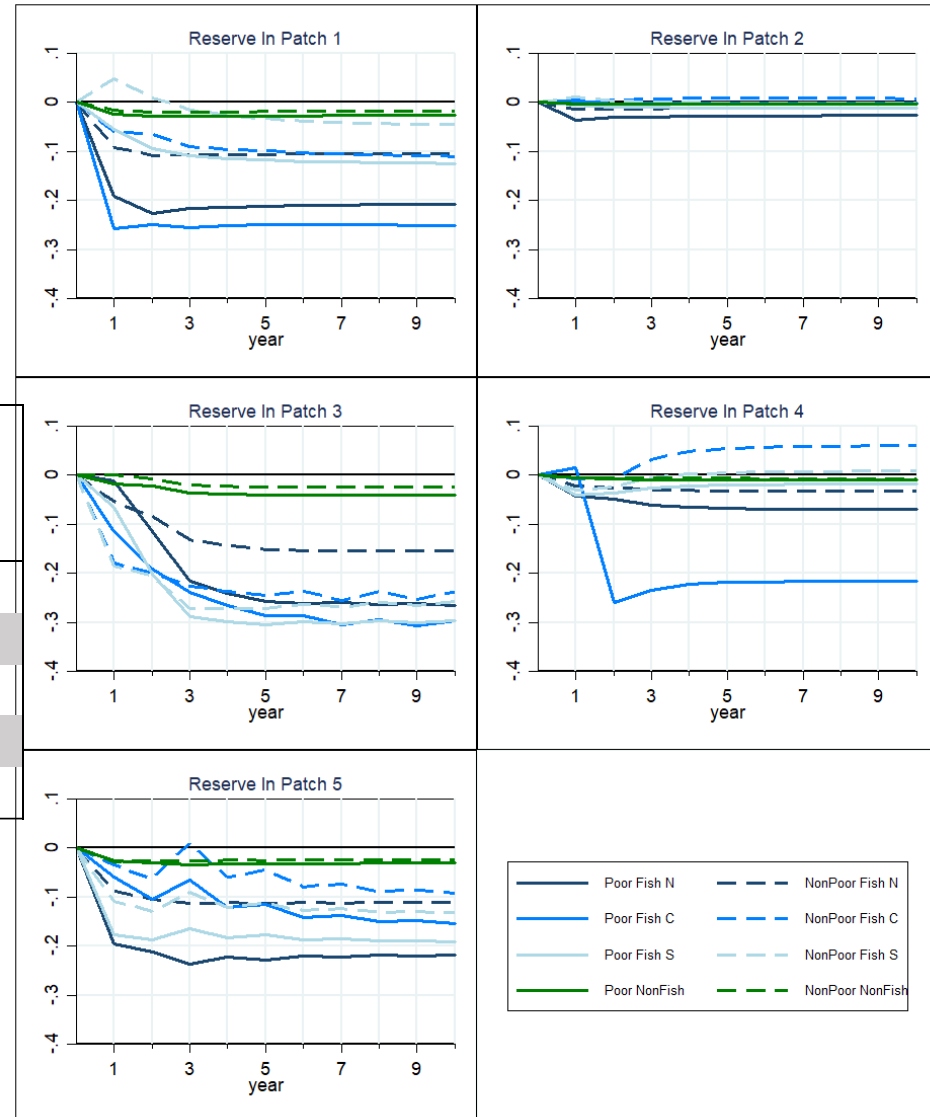 Reserve In Patch 1
.1
0
-.1
-.2
-.3
-.4
1 3 5 7 9
year
Reserve In Patch 2
.1
0
-.1
-.2
-.3
-.4
1 3 5 7 9
year
Reserve In Patch 3
.1
0
-.1
-.2
-.3
-.4
1 3 5 7 9
year
Reserve In Patch 4
.1
0
-.1
-.2
-.3
-.4
1 3 5 7 9
year
Reserve In Patch 5
.1
0
-.1
-.2
-.3
-.4
1 3 5 7 9
year
Poor Fish N NonPoor Fish N
Poor Fish C NonPoor Fish C
Poor Fish S NonPoor Fish S
Poor NonFish NonPoor NonFish